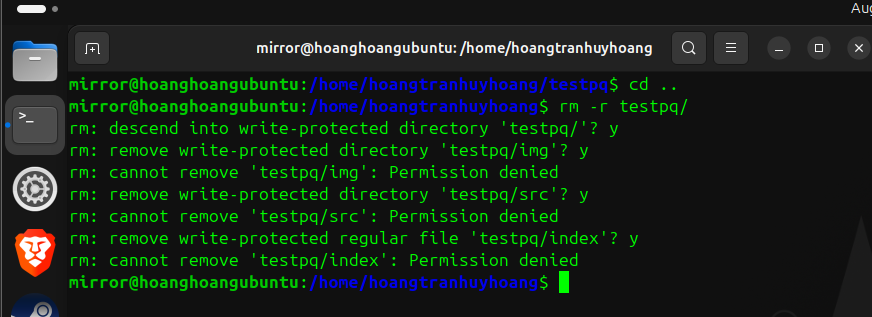 Aug
mirror@hoanghoangubuntu: /home/hoangtranhuyhoang
mirror@hoanghoangubuntu:/home/hoangtranhuyhoang/testpq$ cd ..
mirror@hoanghoangubuntu:/home/hoangtranhuyhoang$ rm -r testpq/
rm: descend into write-protected directory 'testpq/'? y
rm: remove write-protected directory 'testpq/img'? y
rm: cannot remove 'testpq/img': Permission denied
rm: remove write-protected directory 'testpq/src'? y
rm: cannot remove 'testpq/src': Permission denied
rm: remove write-protected regular file 'testpq/index'? y
rm: cannot remove 'testpq/index': Permission denied
mirror@hoanghoangubuntu:/home/hoangtranhuyhoang$